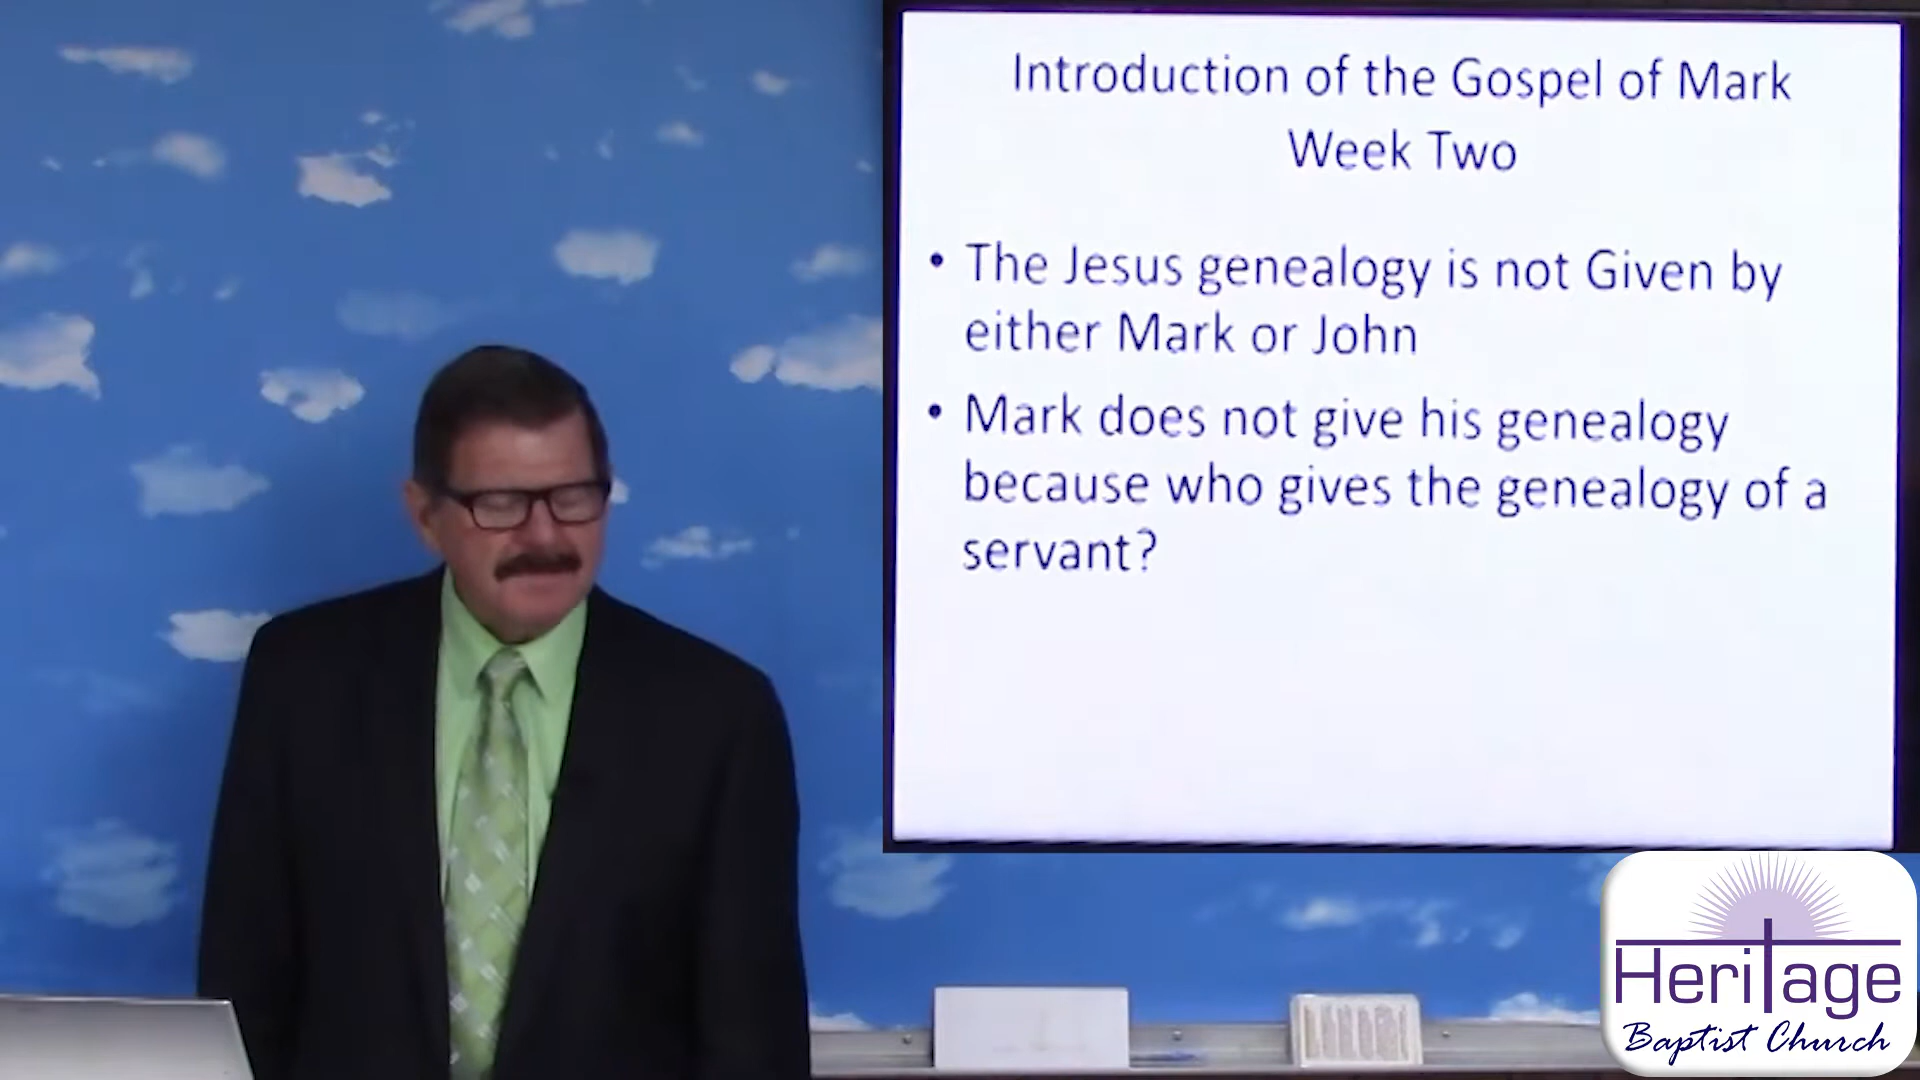 Introduction of the Gospel of Mark
Week Two
• The Jesus genealogy is not Given by
either Mark or John
• Mark does not give his genealogy
because who gives the genealogy of a
servant?
Heritage
Baptist Church